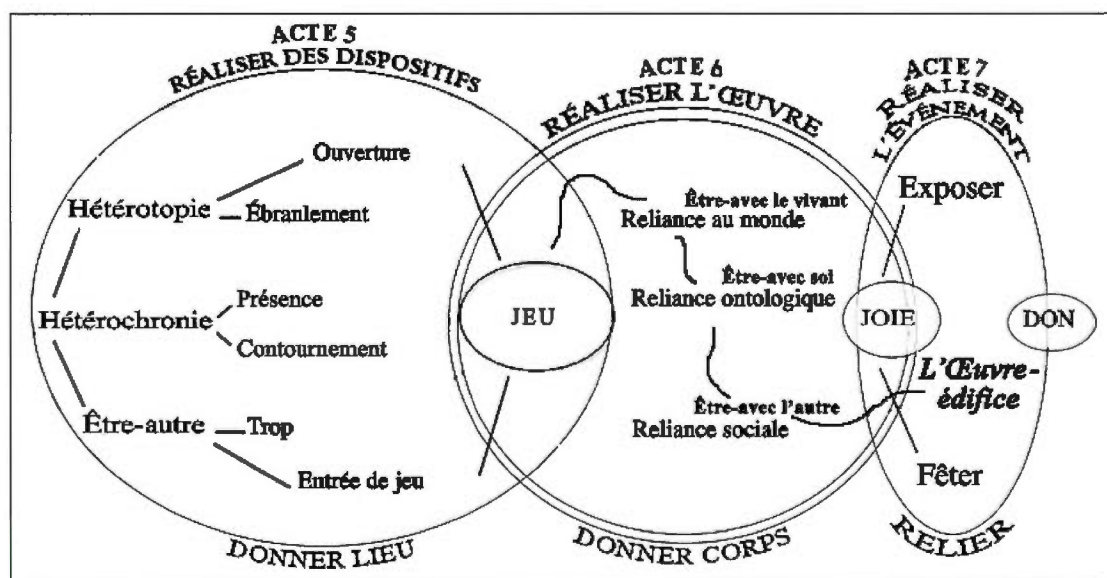 ACTE 5
RÉALISER DES DISPOSITIFS
Ouverture
Hétérotopie
Ébranlement
Présence
Hétérochronie
Contournement
Être-autre
Trop
Entrée de jeu
DONNER LIEU
JEU
ACTE 6
RÉALISER L'ŒUVRE
Être-avec le vivant
Reliance au monde
Être-avec soi
Reliance ontologique
Être-avec l'autre
Reliance sociale
DONNER CORPS
JOIE
ACTE 7
RÉALISER
L'ÉVÉNEMENT
Exposer
DON
L'Œuvre-
édifice
Fêter
RELIER